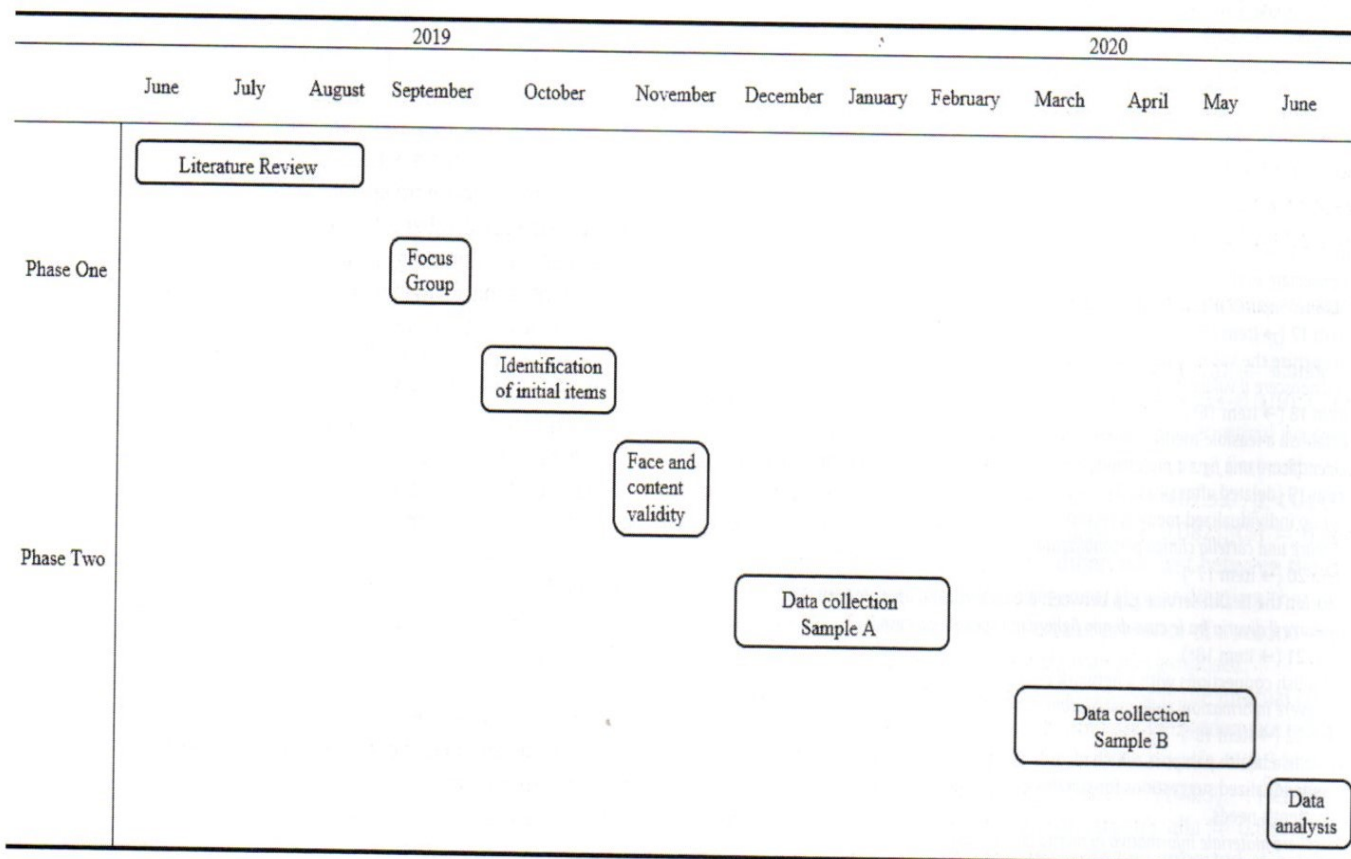 2019 2020
June July August September October November December January February March April May June
Literature Review
Phase One
Focus
Group
Identification
of initial items
Face and
content
validity
Phase Two
Data collection
Sample A
Data collection
Sample B
Data
analysis